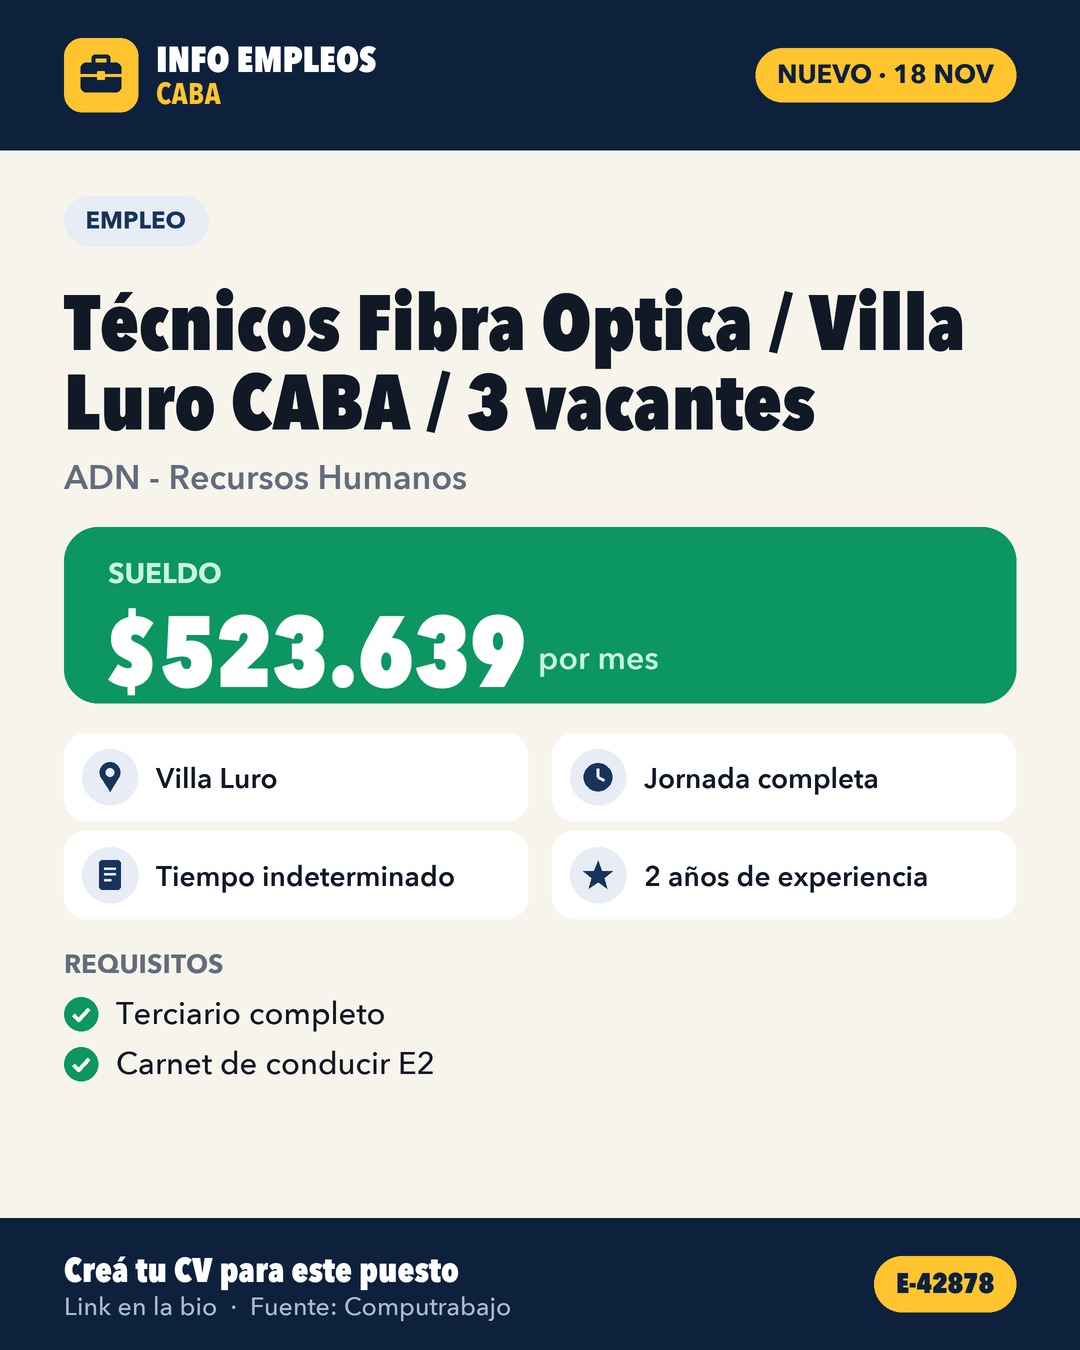 INFO EMPLEOS
CABA
NUEVO · 18 NOV
EMPLEO
Técnicos Fibra Optica / Villa
Luro CABA / 3 vacantes
ADN - Recursos Humanos
SUELDO
$523.639 por mes
Villa Luro
Jornada completa
Tiempo indeterminado
2 años de experiencia
REQUISITOS
Terciario completo
Carnet de conducir E2
Creá tu CV para este puesto
Link en la bio · Fuente: Computrabajo
E-42878